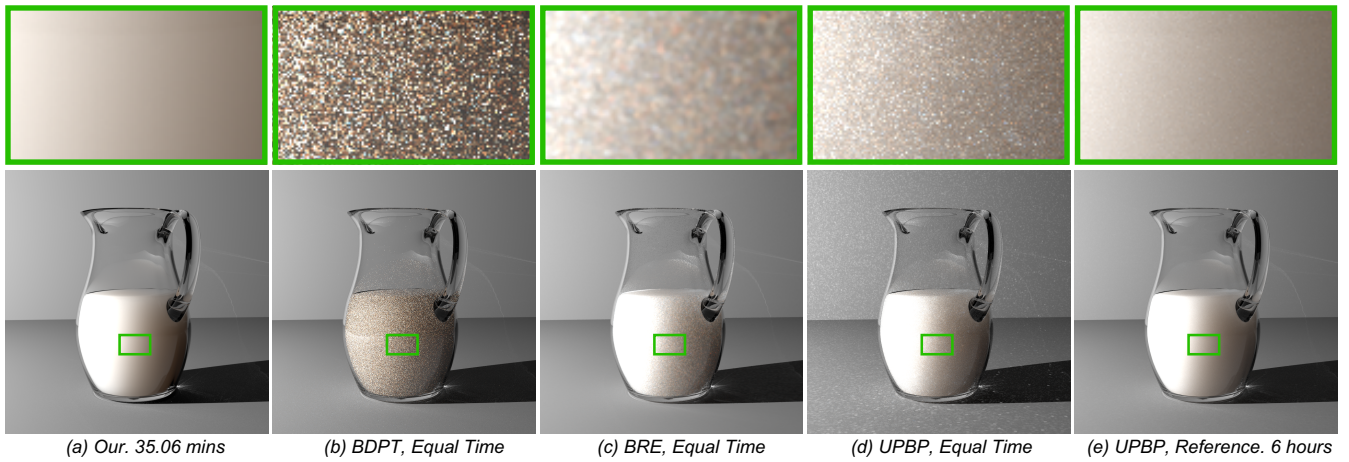 (a) Our. 35.06 mins
(b) BDPT, Equal Time
(c) BRE, Equal Time
(d) UPBP, Equal Time
(e) UPBP, Reference. 6 hours